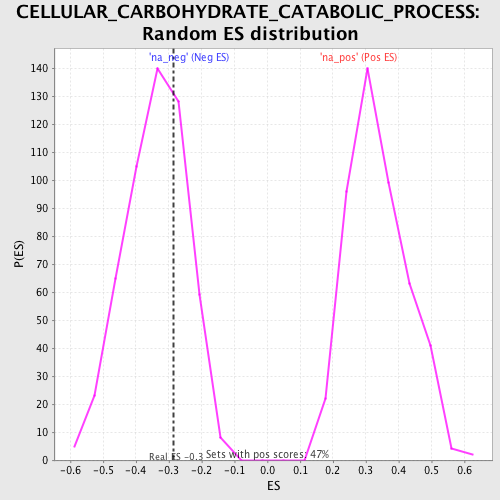 CELLULAR_CARBOHYDRATE_CATABOLIC_PROCESS:
Random ES distribution
'na_neg' (Neg ES)
'na_pos' (Pos ES)
140
130
120
110
100
90
80
70
60
50
40
30
20
10
0
P(ES)
Real ES -0.3
Sets with pos scores: 47%
-0.6 -0.5 -0.4 -0.3 -0.2 -0.1 0.0 0.1 0.2 0.3 0.4 0.5 0.6
ES